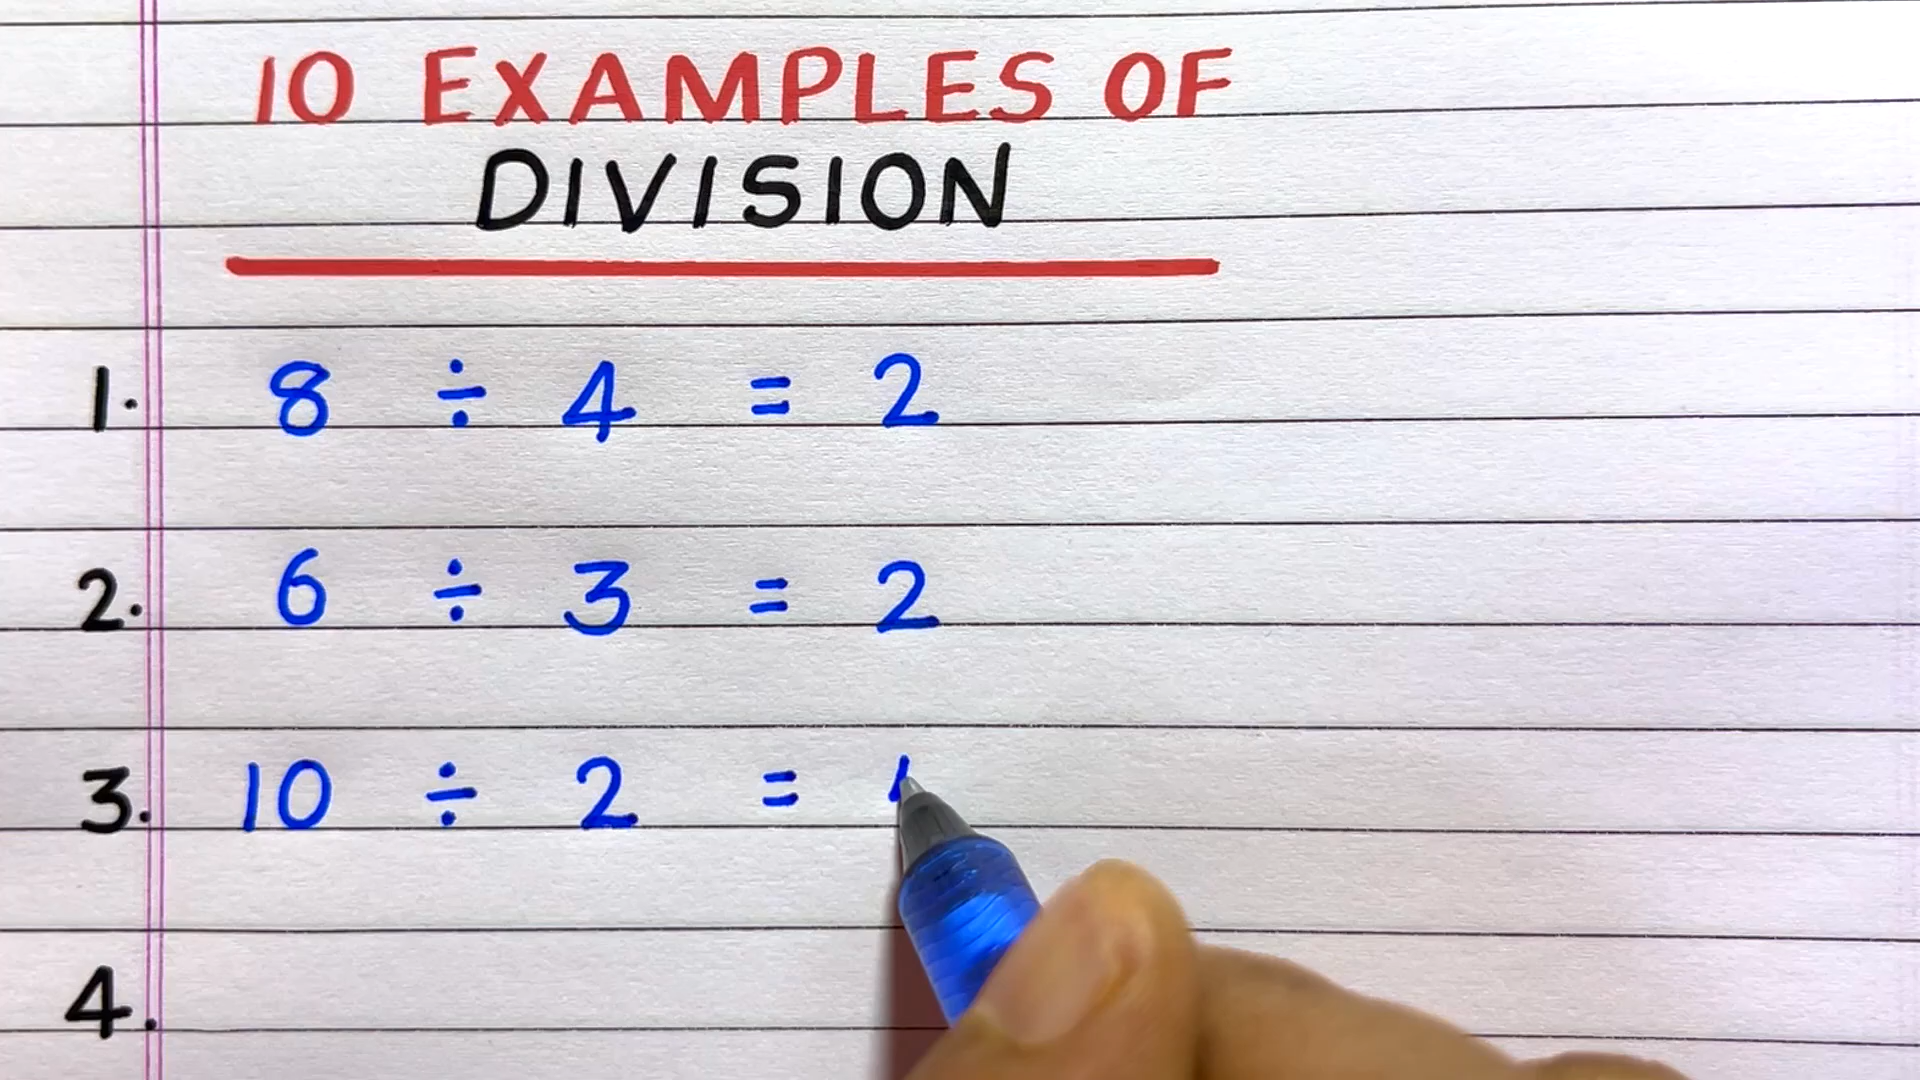 10 EXAMPLES OF
DIVISION
1. 8 ÷ 4 = 2
2. 6 ÷ 3 = 2
3. 10 ÷ 2 =
4.